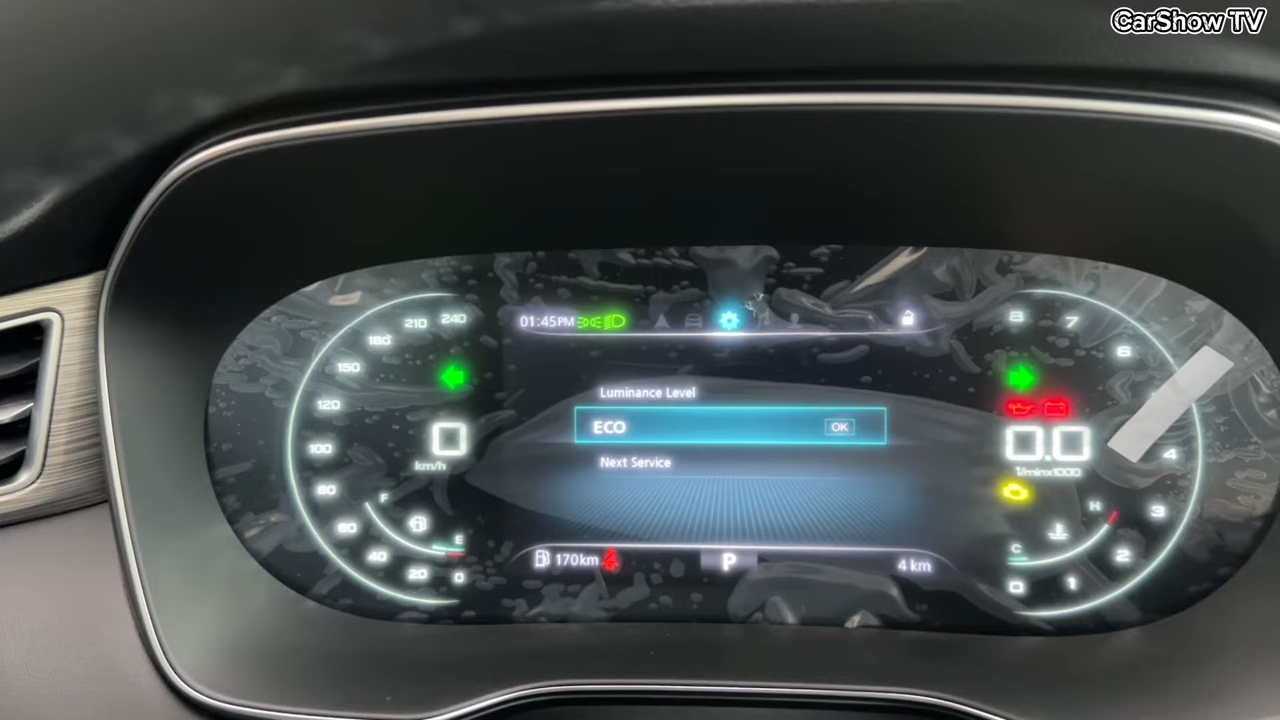 CarShow TV
01:45PM
240
210
180
150
120
100
80
60
40
20
0
0
km/h
F
E
Luminance Level
ECO
OK
Next Service
170km
P
4 km
8
7
6
4
3
2
1
0
0.0
1/minx1000
H
C